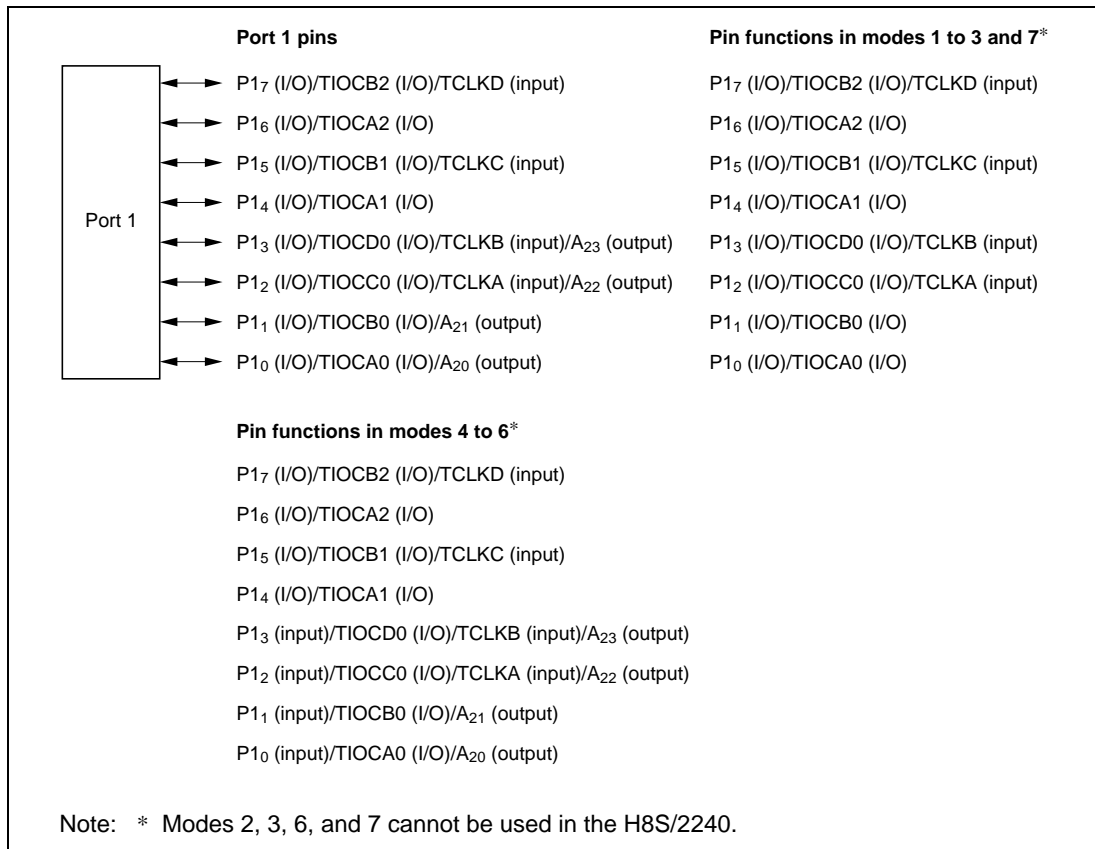 Port 1 pins
Pin functions in modes 1 to 3 and 7*
Port 1
P1₇ (I/O)/TIOCB2 (I/O)/TCLKD (input)
P1₇ (I/O)/TIOCB2 (I/O)/TCLKD (input)
P1₆ (I/O)/TIOCA2 (I/O)
P1₆ (I/O)/TIOCA2 (I/O)
P1₅ (I/O)/TIOCB1 (I/O)/TCLKC (input)
P1₅ (I/O)/TIOCB1 (I/O)/TCLKC (input)
P1₄ (I/O)/TIOCA1 (I/O)
P1₄ (I/O)/TIOCA1 (I/O)
P1₃ (I/O)/TIOCD0 (I/O)/TCLKB (input)/A₂₃ (output)
P1₃ (I/O)/TIOCD0 (I/O)/TCLKB (input)
P1₂ (I/O)/TIOCC0 (I/O)/TCLKA (input)/A₂₂ (output)
P1₂ (I/O)/TIOCC0 (I/O)/TCLKA (input)
P1₁ (I/O)/TIOCB0 (I/O)/A₂₁ (output)
P1₁ (I/O)/TIOCB0 (I/O)
P1₀ (I/O)/TIOCA0 (I/O)/A₂₀ (output)
P1₀ (I/O)/TIOCA0 (I/O)
Pin functions in modes 4 to 6*
P1₇ (I/O)/TIOCB2 (I/O)/TCLKD (input)
P1₆ (I/O)/TIOCA2 (I/O)
P1₅ (I/O)/TIOCB1 (I/O)/TCLKC (input)
P1₄ (I/O)/TIOCA1 (I/O)
P1₃ (input)/TIOCD0 (I/O)/TCLKB (input)/A₂₃ (output)
P1₂ (input)/TIOCC0 (I/O)/TCLKA (input)/A₂₂ (output)
P1₁ (input)/TIOCB0 (I/O)/A₂₁ (output)
P1₀ (input)/TIOCA0 (I/O)/A₂₀ (output)
Note: * Modes 2, 3, 6, and 7 cannot be used in the H8S/2240.